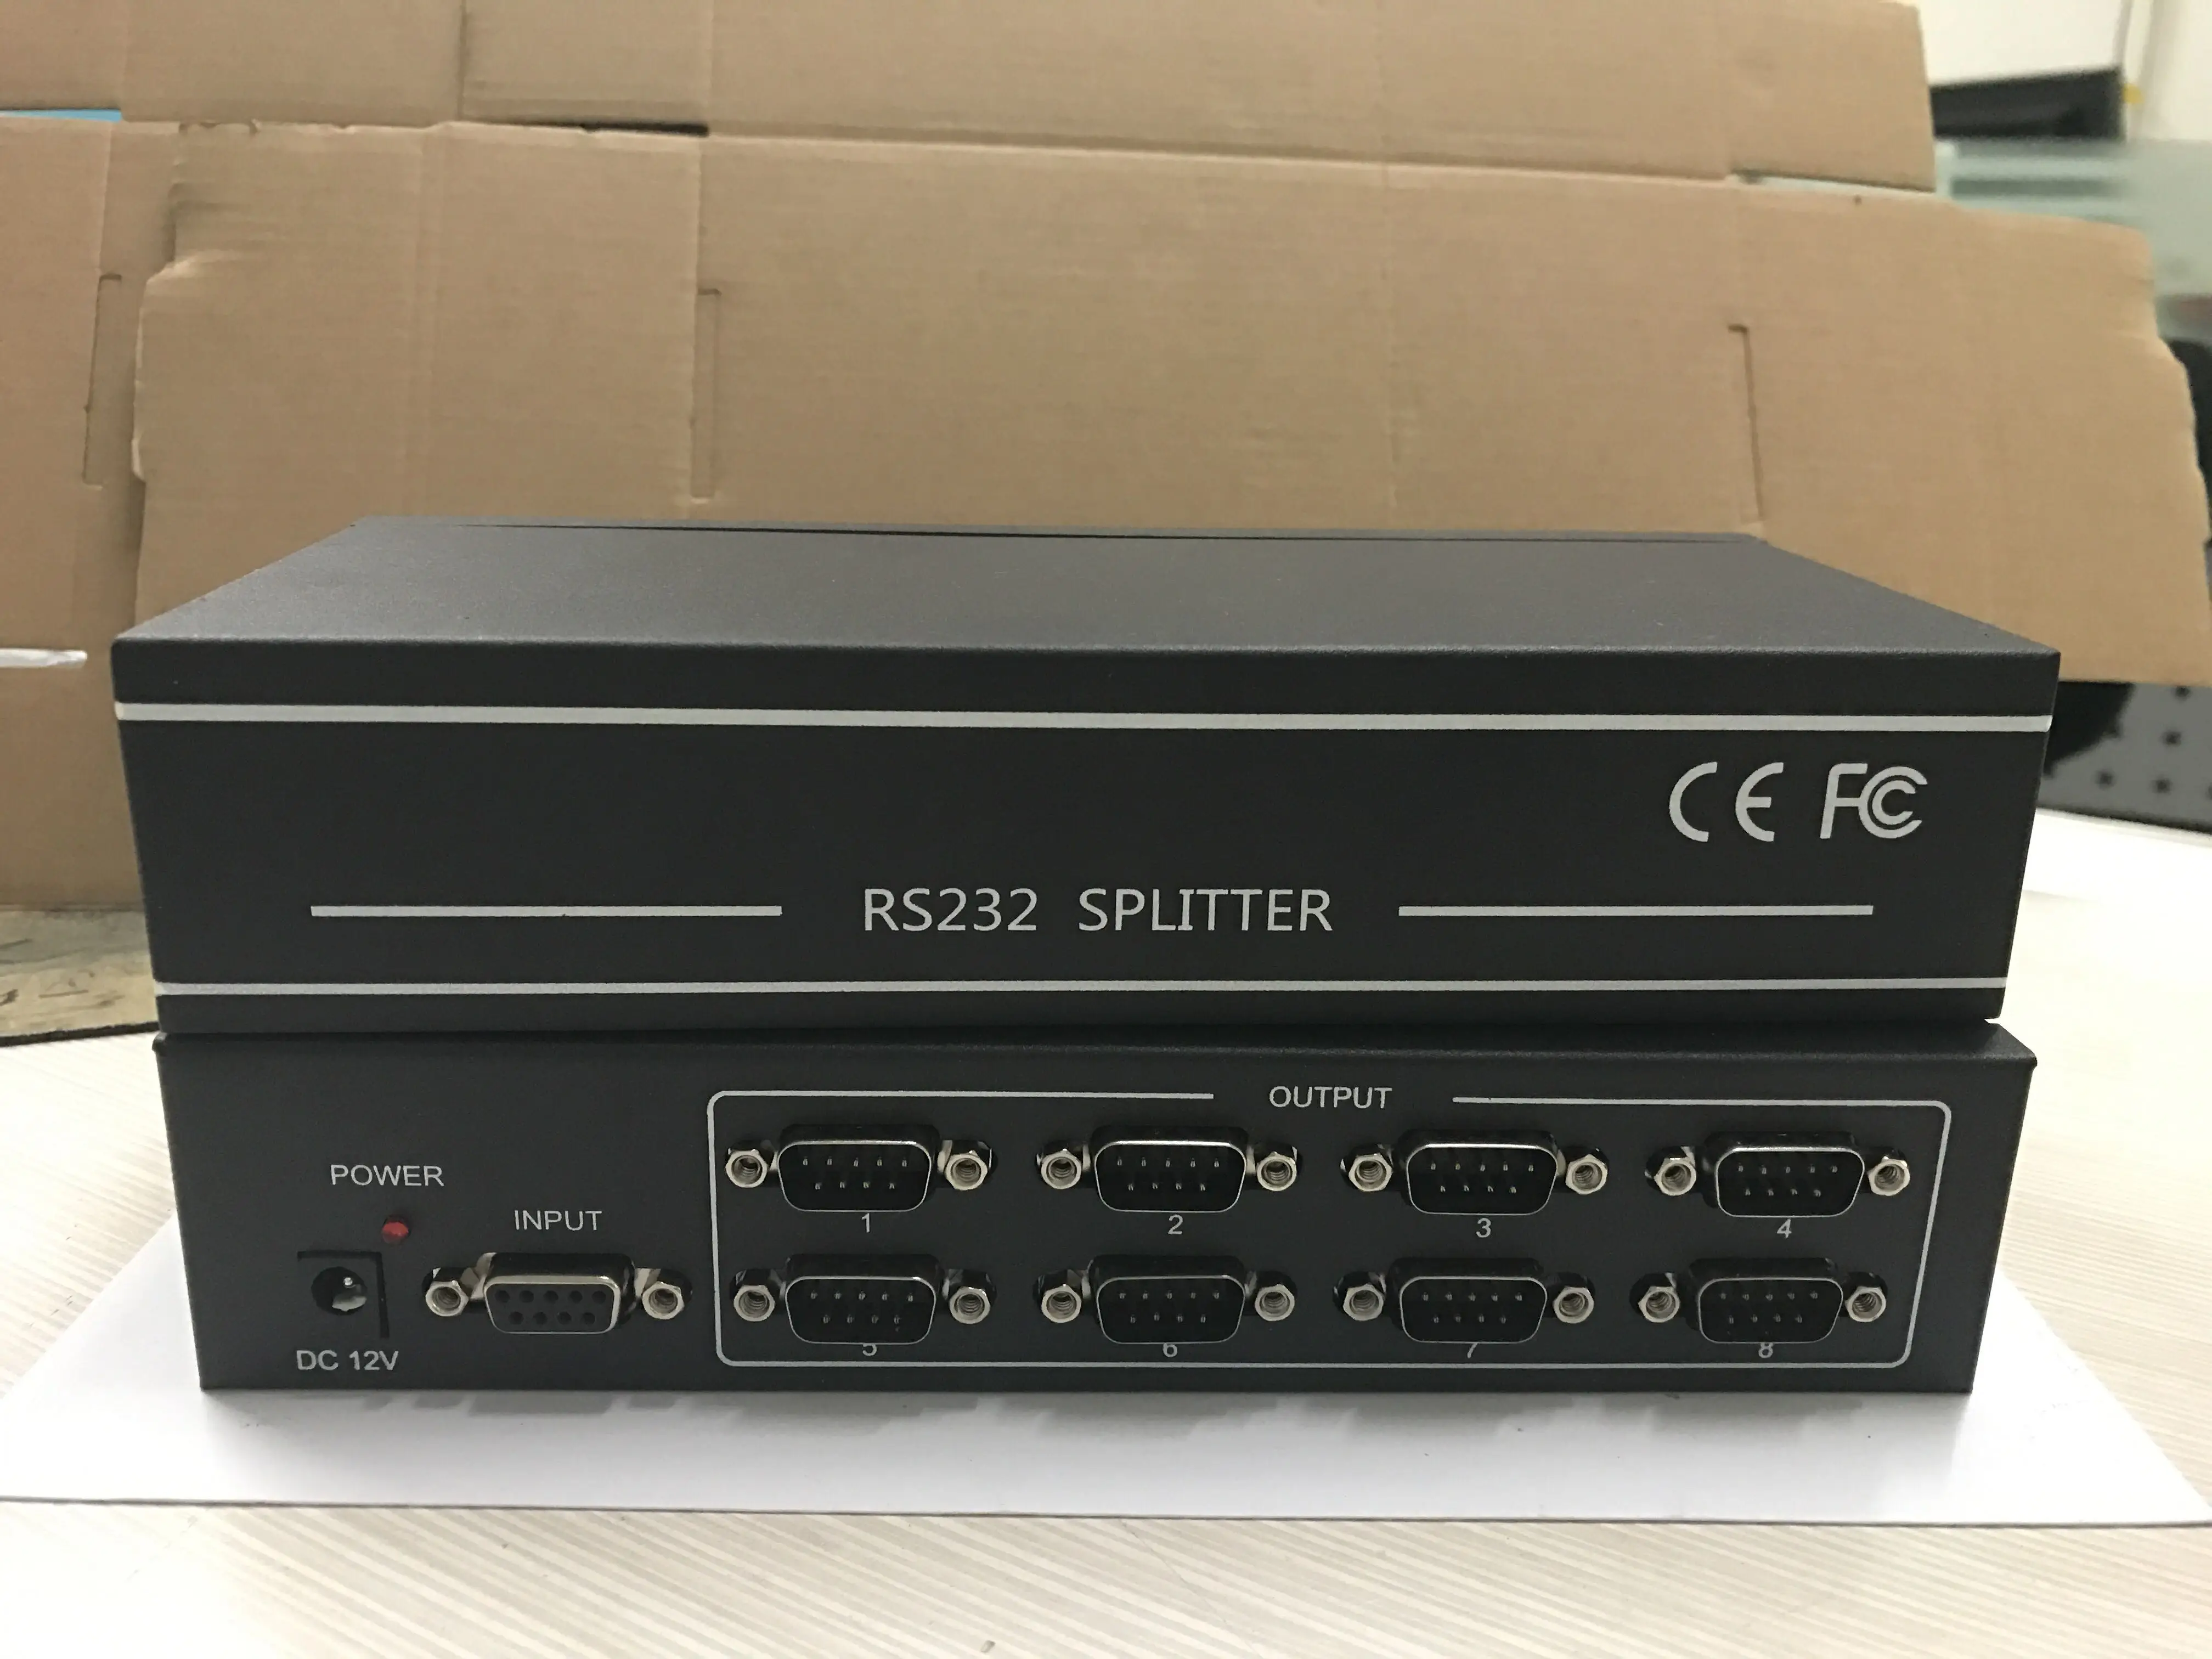 CE FC
RS232 SPLITTER
OUTPUT
POWER
INPUT
1 2 3 4
5 6 7 8
DC 12V